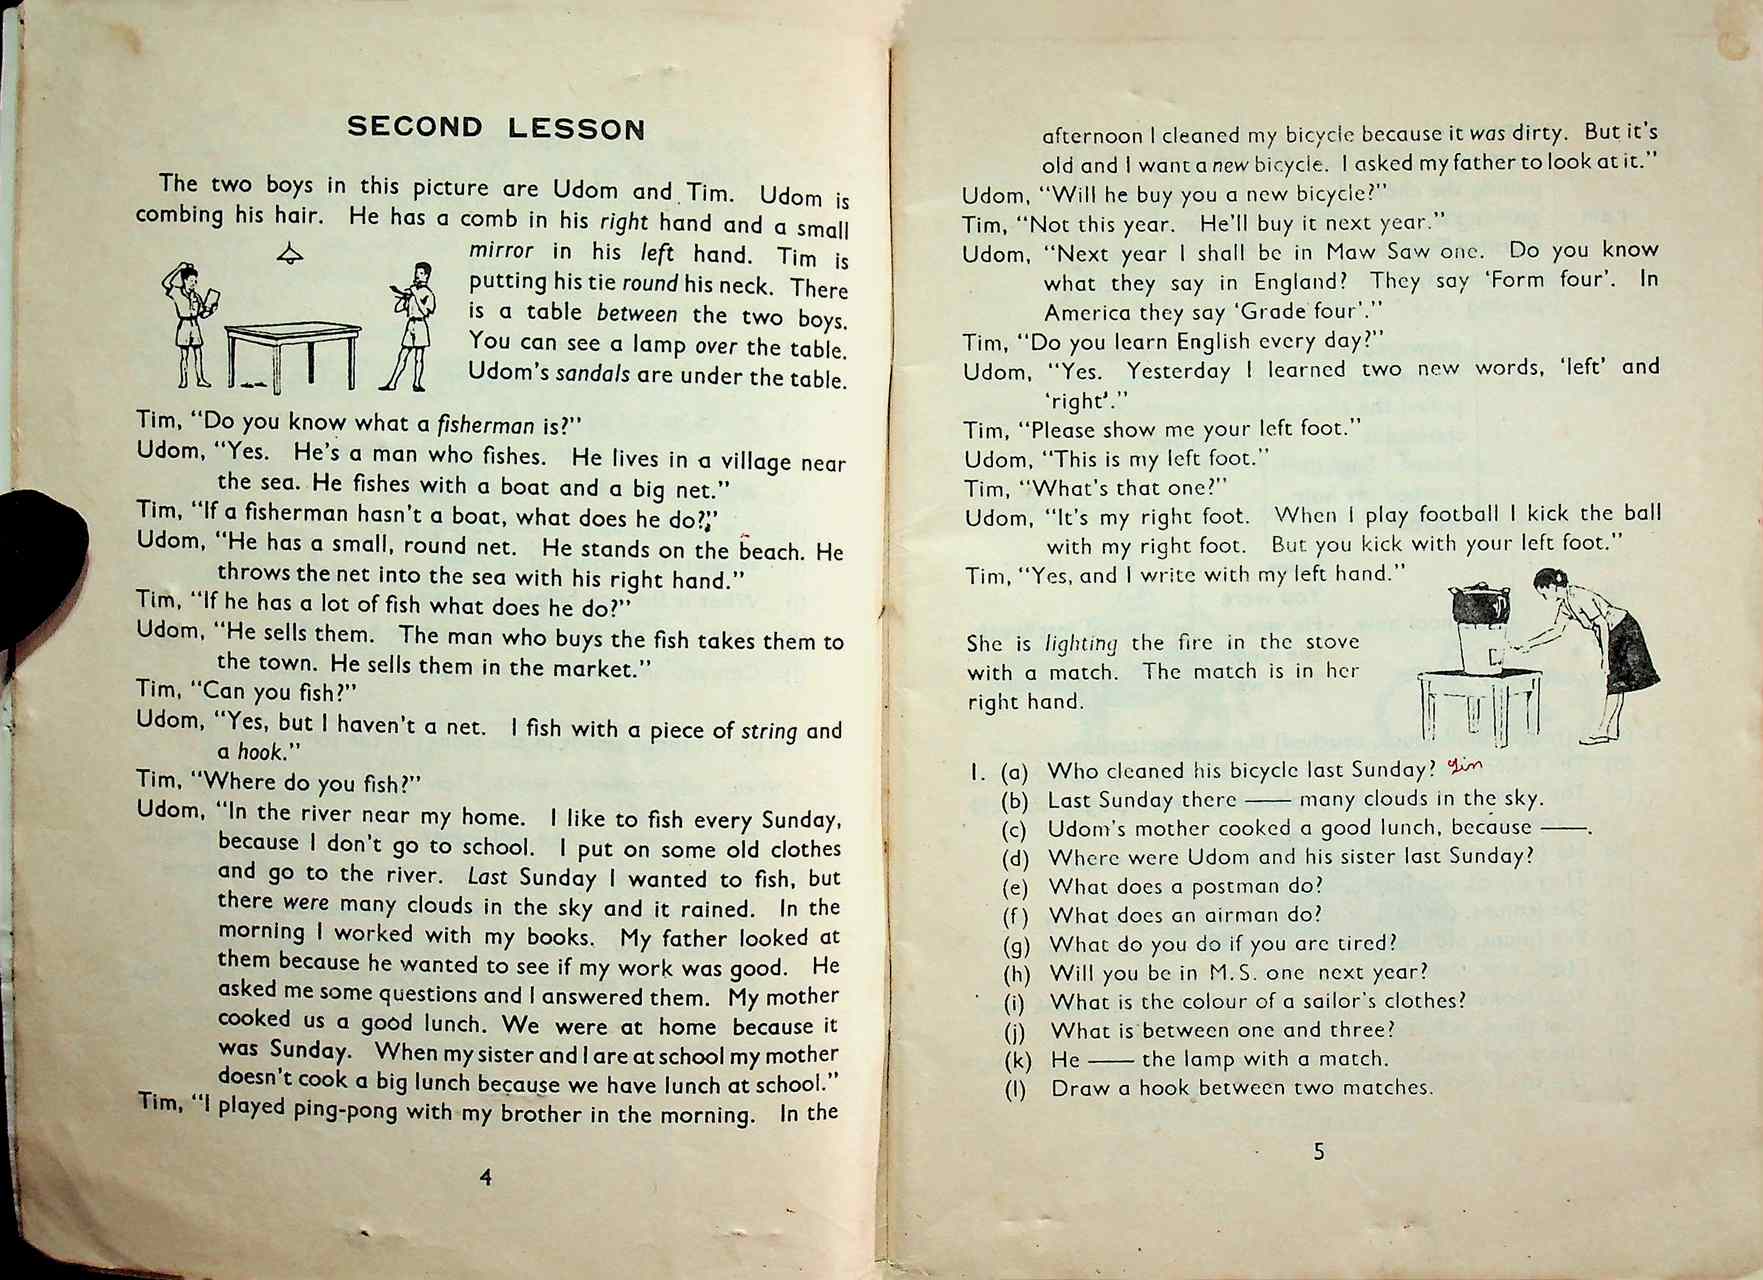 SECOND LESSON
The two boys in this picture are Udom and Tim. Udom is
combing his hair. He has a comb in his right hand and a small
mirror in his left hand. Tim is
putting his tie round his neck. There
is a table between the two boys.
You can see a lamp over the table.
Udom's sandals are under the table.
Tim, "Do you know what a fisherman is?"
Udom, "Yes. He's a man who fishes. He lives in a village near
the sea. He fishes with a boat and a big net."
Tim, "If a fisherman hasn't a boat, what does he do?"
Udom, "He has a small, round net. He stands on the beach. He
throws the net into the sea with his right hand."
Tim, "If he has a lot of fish what does he do?"
Udom, "He sells them. The man who buys the fish takes them to
the town. He sells them in the market."
Tim, "Can you fish?"
Udom, "Yes, but I haven't a net. I fish with a piece of string and
a hook."
Tim, "Where do you fish?"
Udom, "In the river near my home. I like to fish every Sunday,
because I don't go to school. I put on some old clothes
and go to the river. Last Sunday I wanted to fish, but
there were many clouds in the sky and it rained. In the
morning I worked with my books. My father looked at
them because he wanted to see if my work was good. He
asked me some questions and I answered them. My mother
cooked us a good lunch. We were at home because it
was Sunday. When my sister and I are at school my mother
doesn't cook a big lunch because we have lunch at school."
Tim, "I played ping-pong with my brother in the morning. In the
4
afternoon I cleaned my bicycle because it was dirty. But it's
old and I want a new bicycle. I asked my father to look at it."
Udom, "Will he buy you a new bicycle?"
Tim, "Not this year. He'll buy it next year."
Udom, "Next year I shall be in Maw Saw one. Do you know
what they say in England? They say 'Form four'. In
America they say 'Grade four'."
Tim, "Do you learn English every day?"
Udom, "Yes. Yesterday I learned two new words, 'left' and
'right'."
Tim, "Please show me your left foot."
Udom, "This is my left foot."
Tim, "What's that one?"
Udom, "It's my right foot. When I play football I kick the ball
with my right foot. But you kick with your left foot."
Tim, "Yes, and I write with my left hand."
She is lighting the fire in the stove
with a match. The match is in her
right hand.
1. (a) Who cleaned his bicycle last Sunday? Tim
(b) Last Sunday there —— many clouds in the sky.
(c) Udom's mother cooked a good lunch, because ——.
(d) Where were Udom and his sister last Sunday?
(e) What does a postman do?
(f) What does an airman do?
(g) What do you do if you are tired?
(h) Will you be in M.S. one next year?
(i) What is the colour of a sailor's clothes?
(j) What is between one and three?
(k) He —— the lamp with a match.
(l) Draw a hook between two matches.
5